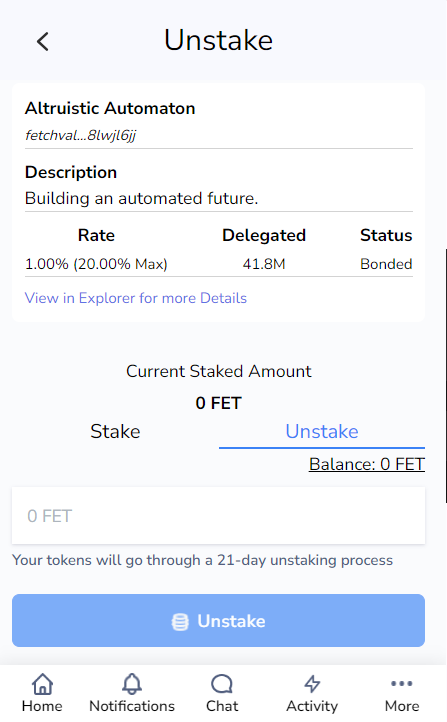 Unstake
Altruistic Automaton
fetchval...8lwjl6jj
Description
Building an automated future.
Rate Delegated Status
1.00% (20.00% Max) 41.8M Bonded
View in Explorer for more Details
Current Staked Amount
0 FET
Stake Unstake
Balance: 0 FET
0 FET
Your tokens will go through a 21-day unstaking process
Unstake
Home Notifications Chat Activity More